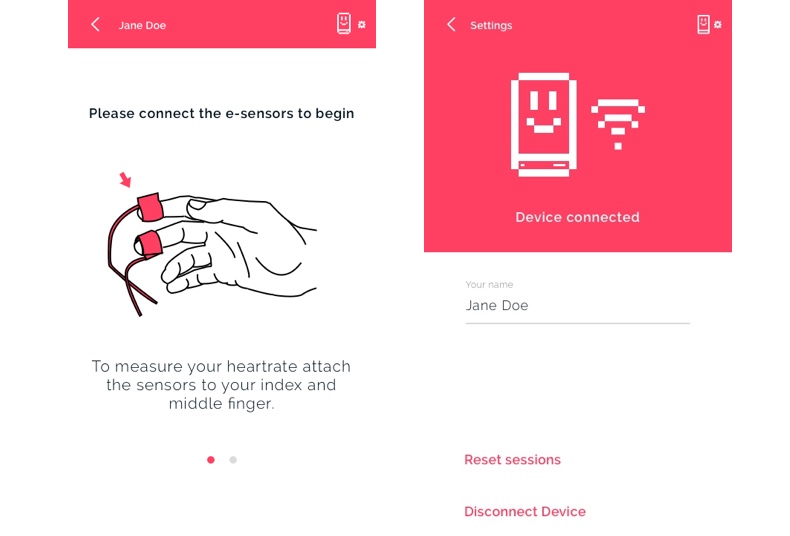 Jane Doe
Please connect the e-sensors to begin
To measure your heartrate attach
the sensors to your index and
middle finger.
Settings
Device connected
Your name
Jane Doe
Reset sessions
Disconnect Device